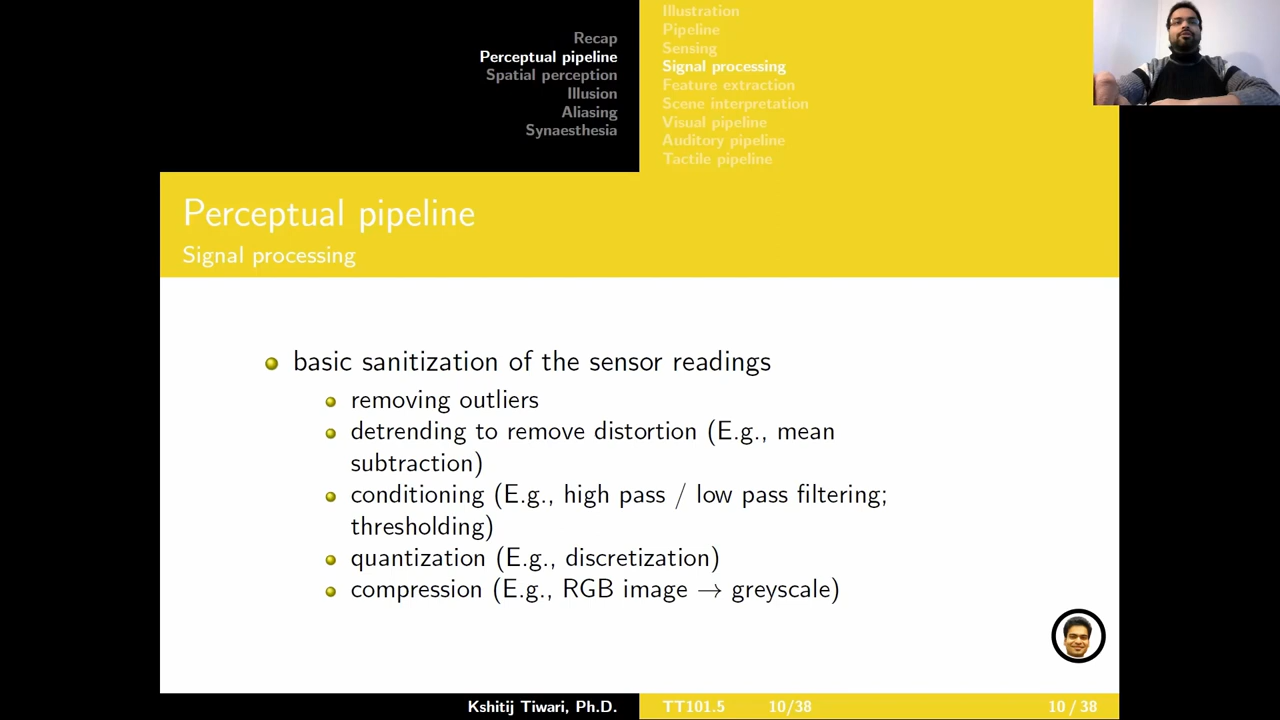 Recap
Perceptual pipeline
Spatial perception
Illusion
Aliasing
Synaesthesia
Illustration
Pipeline
Sensing
Signal processing
Feature extraction
Scene interpretation
Visual pipeline
Auditory pipeline
Tactile pipeline
Perceptual pipeline
Signal processing
basic sanitization of the sensor readings
removing outliers
detrending to remove distortion (E.g., mean
subtraction)
conditioning (E.g., high pass / low pass filtering;
thresholding)
quantization (E.g., discretization)
compression (E.g., RGB image → greyscale)
Kshitij Tiwari, Ph.D.
TT101.5 10/38 10 / 38